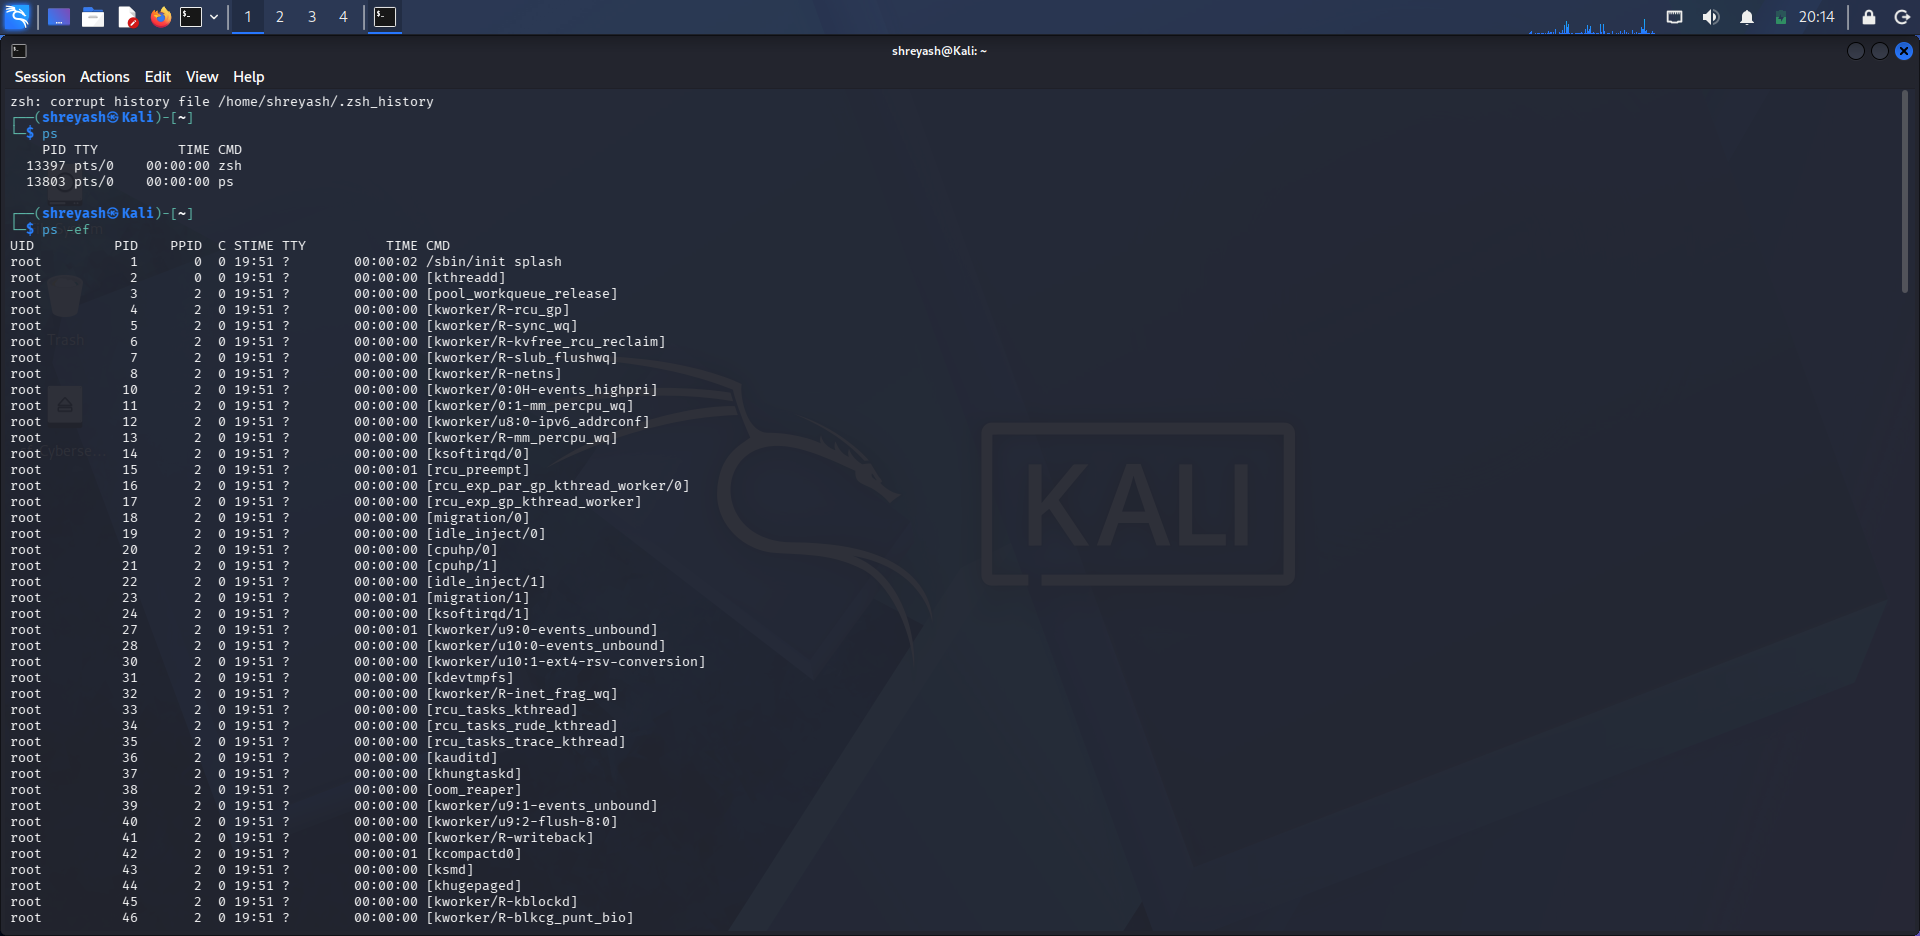 1 2 3 4 20:14
shreyash@Kali: ~
Session Actions Edit View Help
zsh: corrupt history file /home/shreyash/.zsh_history
┌──(shreyash㉿Kali)-[~]
└─$ ps
    PID TTY          TIME CMD
  13397 pts/0    00:00:00 zsh
  13803 pts/0    00:00:00 ps
┌──(shreyash㉿Kali)-[~]
└─$ ps -ef
UID          PID    PPID  C STIME TTY          TIME CMD
root           1       0  0 19:51 ?        00:00:02 /sbin/init splash
root           2       0  0 19:51 ?        00:00:00 [kthreadd]
root           3       2  0 19:51 ?        00:00:00 [pool_workqueue_release]
root           4       2  0 19:51 ?        00:00:00 [kworker/R-rcu_gp]
root           5       2  0 19:51 ?        00:00:00 [kworker/R-sync_wq]
root           6       2  0 19:51 ?        00:00:00 [kworker/R-kvfree_rcu_reclaim]
root           7       2  0 19:51 ?        00:00:00 [kworker/R-slub_flushwq]
root           8       2  0 19:51 ?        00:00:00 [kworker/R-netns]
root          10       2  0 19:51 ?        00:00:00 [kworker/0:0H-events_highpri]
root          11       2  0 19:51 ?        00:00:00 [kworker/0:1-mm_percpu_wq]
root          12       2  0 19:51 ?        00:00:00 [kworker/u8:0-ipv6_addrconf]
root          13       2  0 19:51 ?        00:00:00 [kworker/R-mm_percpu_wq]
root          14       2  0 19:51 ?        00:00:00 [ksoftirqd/0]
root          15       2  0 19:51 ?        00:00:01 [rcu_preempt]
root          16       2  0 19:51 ?        00:00:00 [rcu_exp_par_gp_kthread_worker/0]
root          17       2  0 19:51 ?        00:00:00 [rcu_exp_gp_kthread_worker]
root          18       2  0 19:51 ?        00:00:00 [migration/0]
root          19       2  0 19:51 ?        00:00:00 [idle_inject/0]
root          20       2  0 19:51 ?        00:00:00 [cpuhp/0]
root          21       2  0 19:51 ?        00:00:00 [cpuhp/1]
root          22       2  0 19:51 ?        00:00:00 [idle_inject/1]
root          23       2  0 19:51 ?        00:00:01 [migration/1]
root          24       2  0 19:51 ?        00:00:00 [ksoftirqd/1]
root          27       2  0 19:51 ?        00:00:01 [kworker/u9:0-events_unbound]
root          28       2  0 19:51 ?        00:00:00 [kworker/u10:0-events_unbound]
root          30       2  0 19:51 ?        00:00:00 [kworker/u10:1-ext4-rsv-conversion]
root          31       2  0 19:51 ?        00:00:00 [kdevtmpfs]
root          32       2  0 19:51 ?        00:00:00 [kworker/R-inet_frag_wq]
root          33       2  0 19:51 ?        00:00:00 [rcu_tasks_kthread]
root          34       2  0 19:51 ?        00:00:00 [rcu_tasks_rude_kthread]
root          35       2  0 19:51 ?        00:00:00 [rcu_tasks_trace_kthread]
root          36       2  0 19:51 ?        00:00:00 [kauditd]
root          37       2  0 19:51 ?        00:00:00 [khungtaskd]
root          38       2  0 19:51 ?        00:00:00 [oom_reaper]
root          39       2  0 19:51 ?        00:00:00 [kworker/u9:1-events_unbound]
root          40       2  0 19:51 ?        00:00:00 [kworker/u9:2-flush-8:0]
root          41       2  0 19:51 ?        00:00:00 [kworker/R-writeback]
root          42       2  0 19:51 ?        00:00:01 [kcompactd0]
root          43       2  0 19:51 ?        00:00:00 [ksmd]
root          44       2  0 19:51 ?        00:00:00 [khugepaged]
root          45       2  0 19:51 ?        00:00:00 [kworker/R-kblockd]
root          46       2  0 19:51 ?        00:00:00 [kworker/R-blkcg_punt_bio]
Trash
Cyberse...
KALI